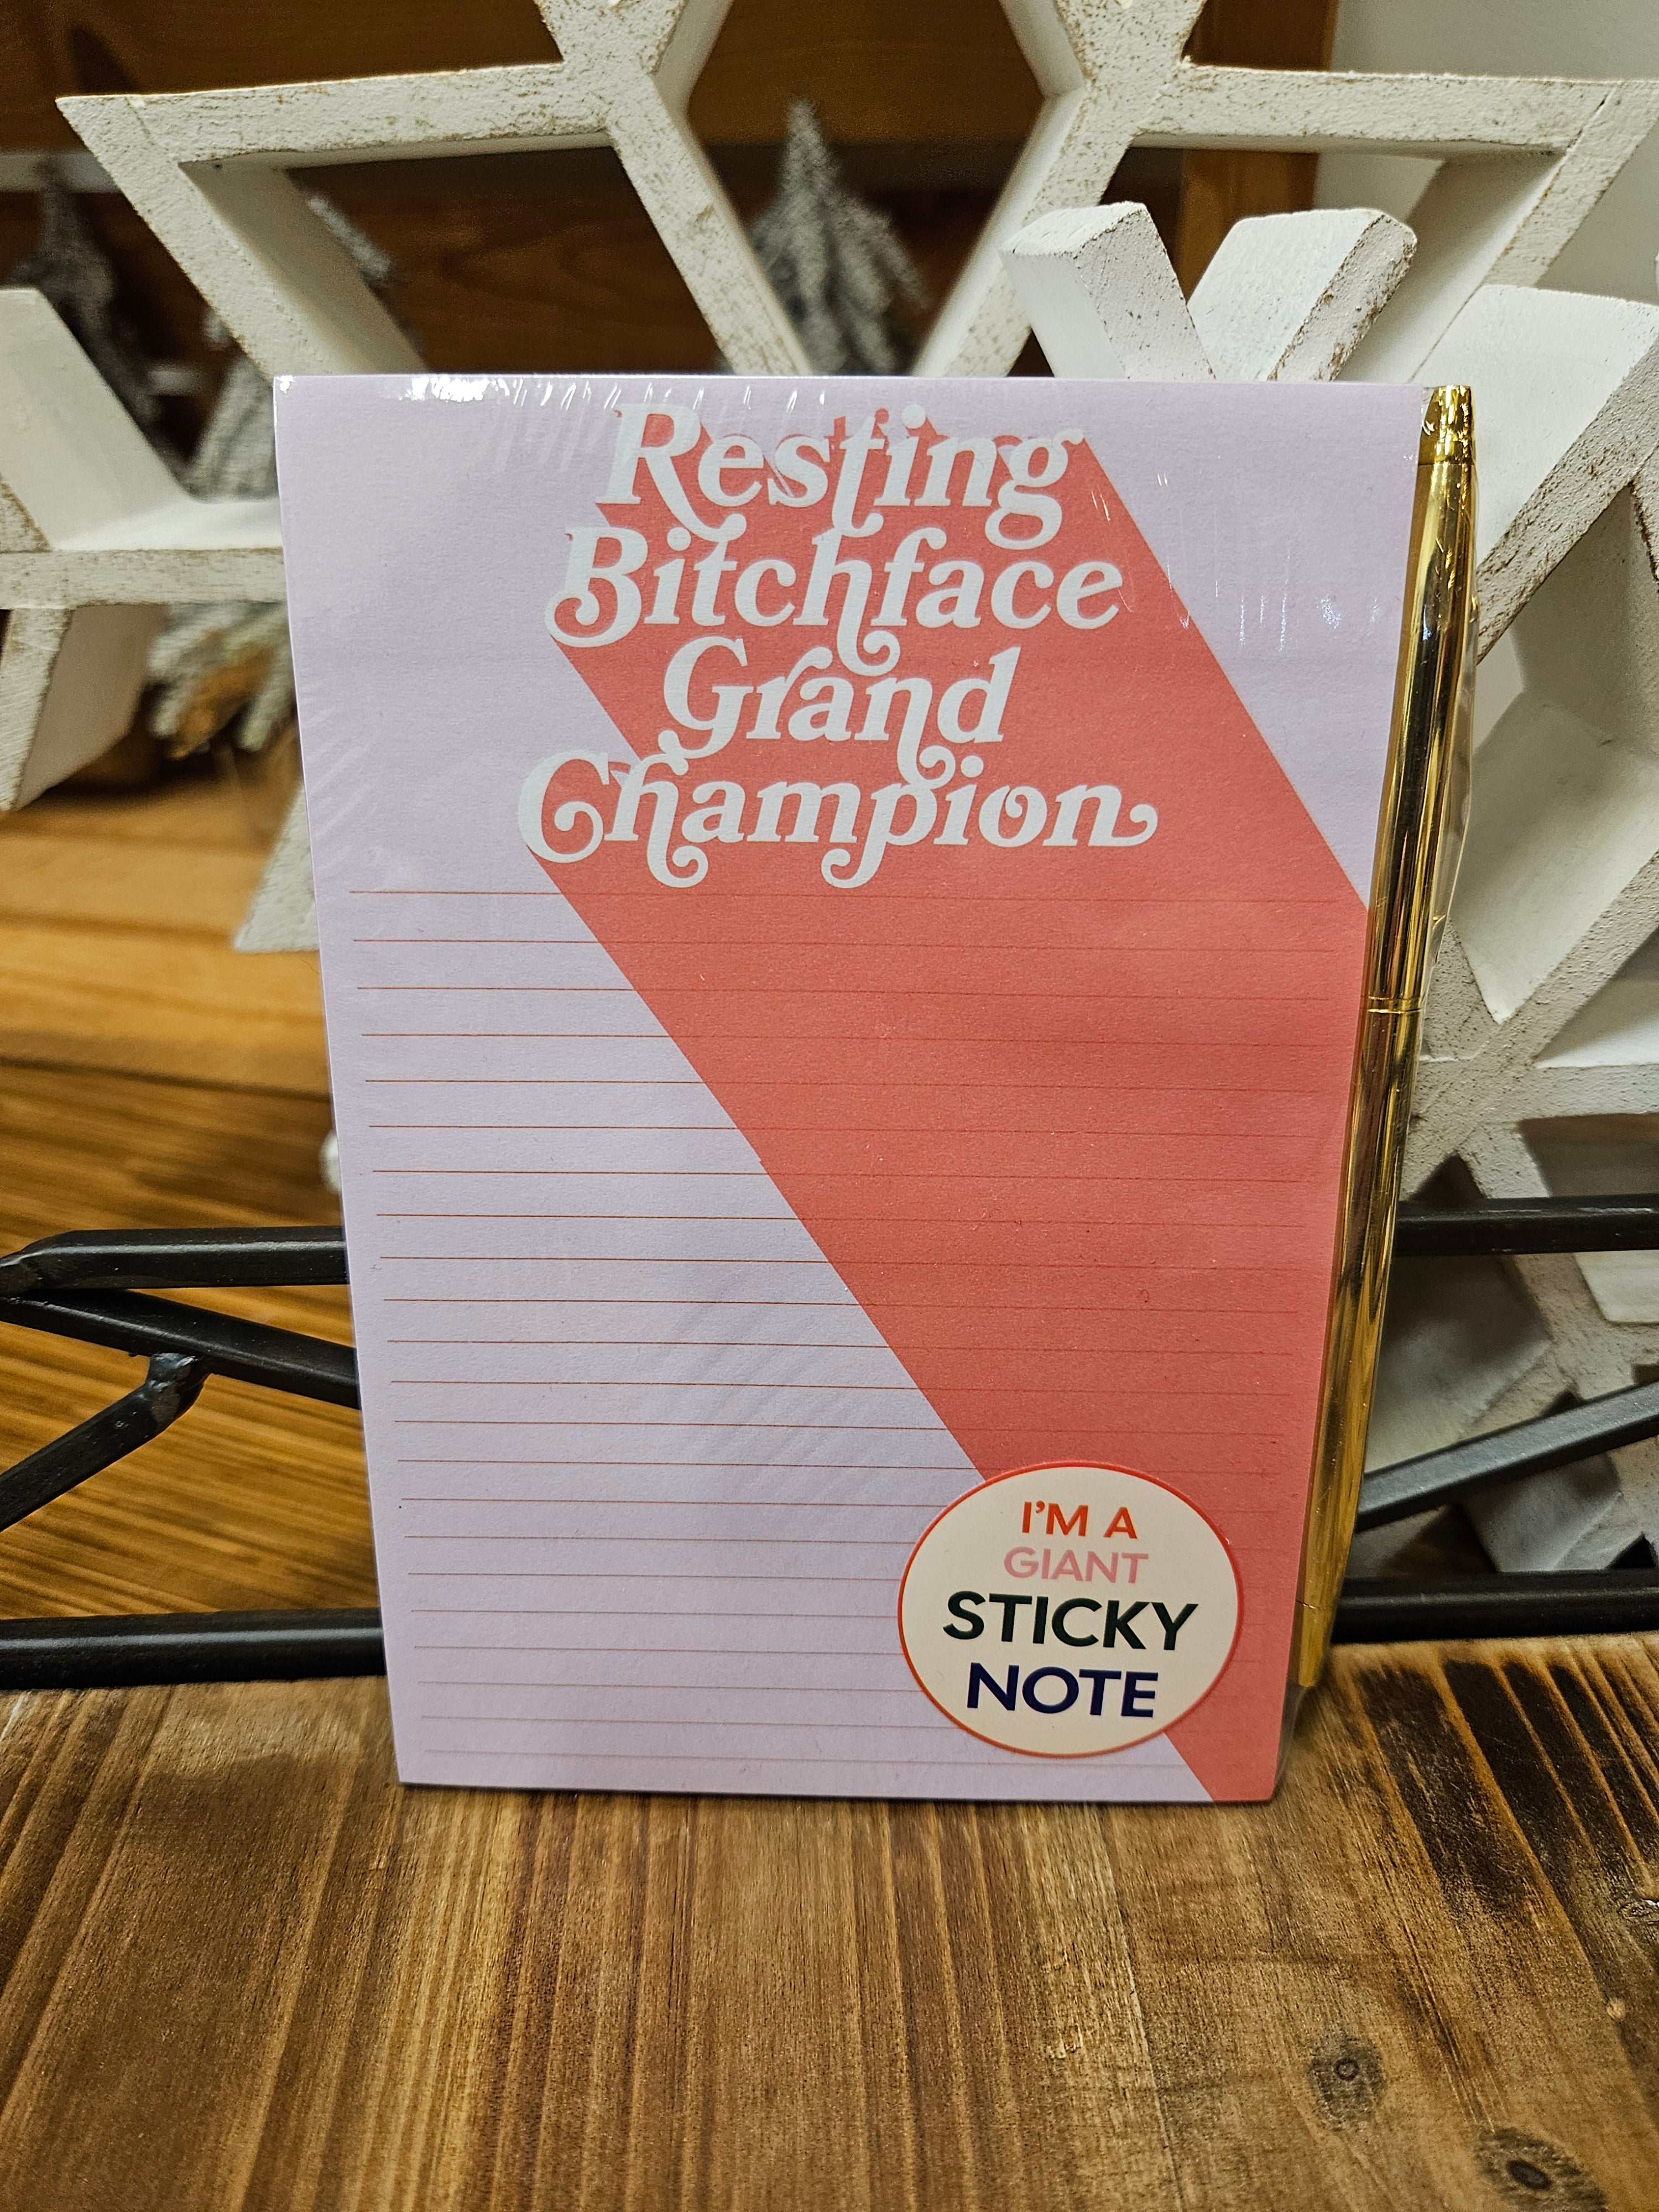 Resting
Bitchface
Grand
Champion
I'M A
GIANT
STICKY
NOTE